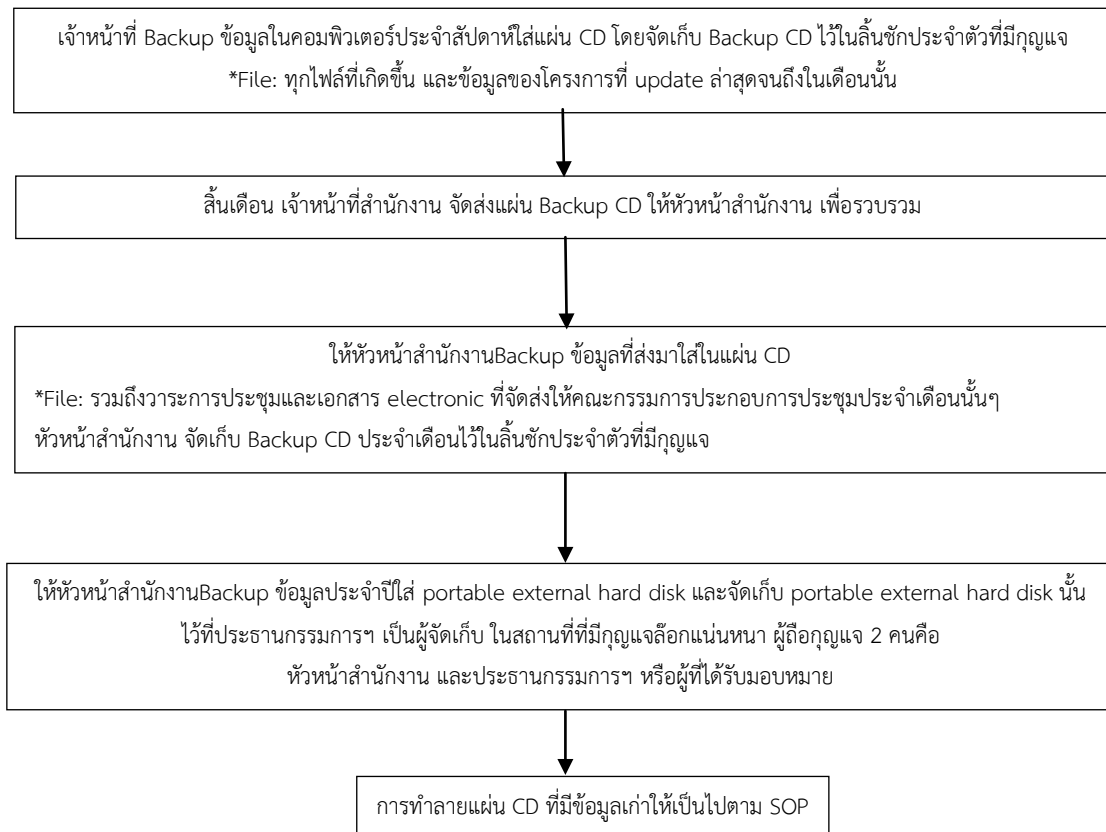 เจ้าหน้าที่ Backup ข้อมูลในคอมพิวเตอร์ประจำสัปดาห์ใส่แผ่น CD โดยจัดเก็บ Backup CD ไว้ในลิ้นชักประจำตัวที่มีกุญแจ
*File: ทุกไฟล์ที่เกิดขึ้น และข้อมูลของโครงการที่ update ล่าสุดจนถึงในเดือนนั้น
สิ้นเดือน เจ้าหน้าที่สำนักงาน จัดส่งแผ่น Backup CD ให้หัวหน้าสำนักงาน เพื่อรวบรวม
ให้หัวหน้าสำนักงานBackup ข้อมูลที่ส่งมาใส่ในแผ่น CD
*File: รวมถึงวาระการประชุมและเอกสาร electronic ที่จัดส่งให้คณะกรรมการประกอบการประชุมประจำเดือนนั้นๆ
หัวหน้าสำนักงาน จัดเก็บ Backup CD ประจำเดือนไว้ในลิ้นชักประจำตัวที่มีกุญแจ
ให้หัวหน้าสำนักงานBackup ข้อมูลประจำปีใส่ portable external hard disk และจัดเก็บ portable external hard disk นั้น
ไว้ที่ประธานกรรมการฯ เป็นผู้จัดเก็บ ในสถานที่ที่มีกุญแจล๊อกแน่นหนา ผู้ถือกุญแจ 2 คนคือ
หัวหน้าสำนักงาน และประธานกรรมการฯ หรือผู้ที่ได้รับมอบหมาย
การทำลายแผ่น CD ที่มีข้อมูลเก่าให้เป็นไปตาม SOP